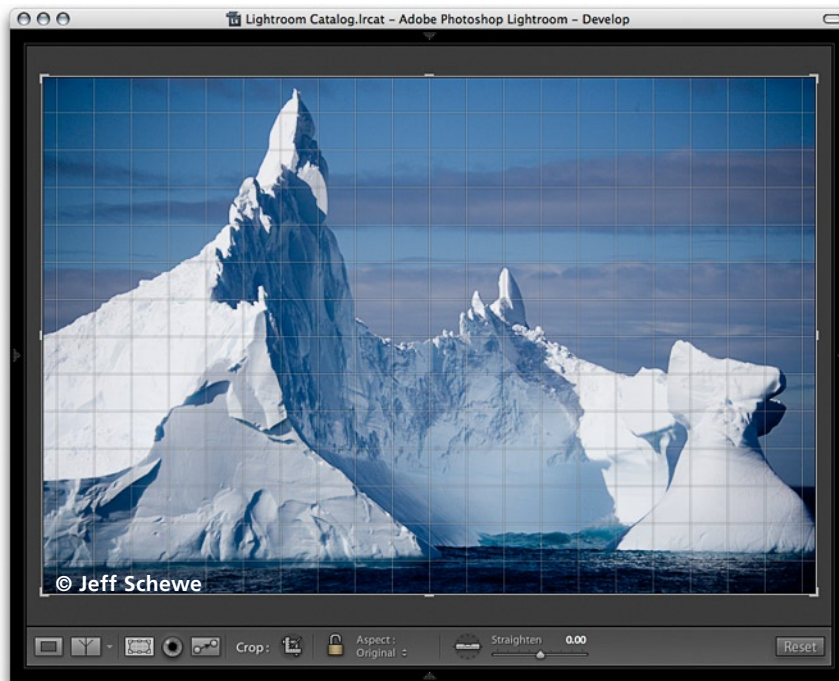 Lightroom Catalog.lrcat – Adobe Photoshop Lightroom – Develop
© Jeff Schewe
Crop :
Aspect :
Original
Straighten 0.00
Reset